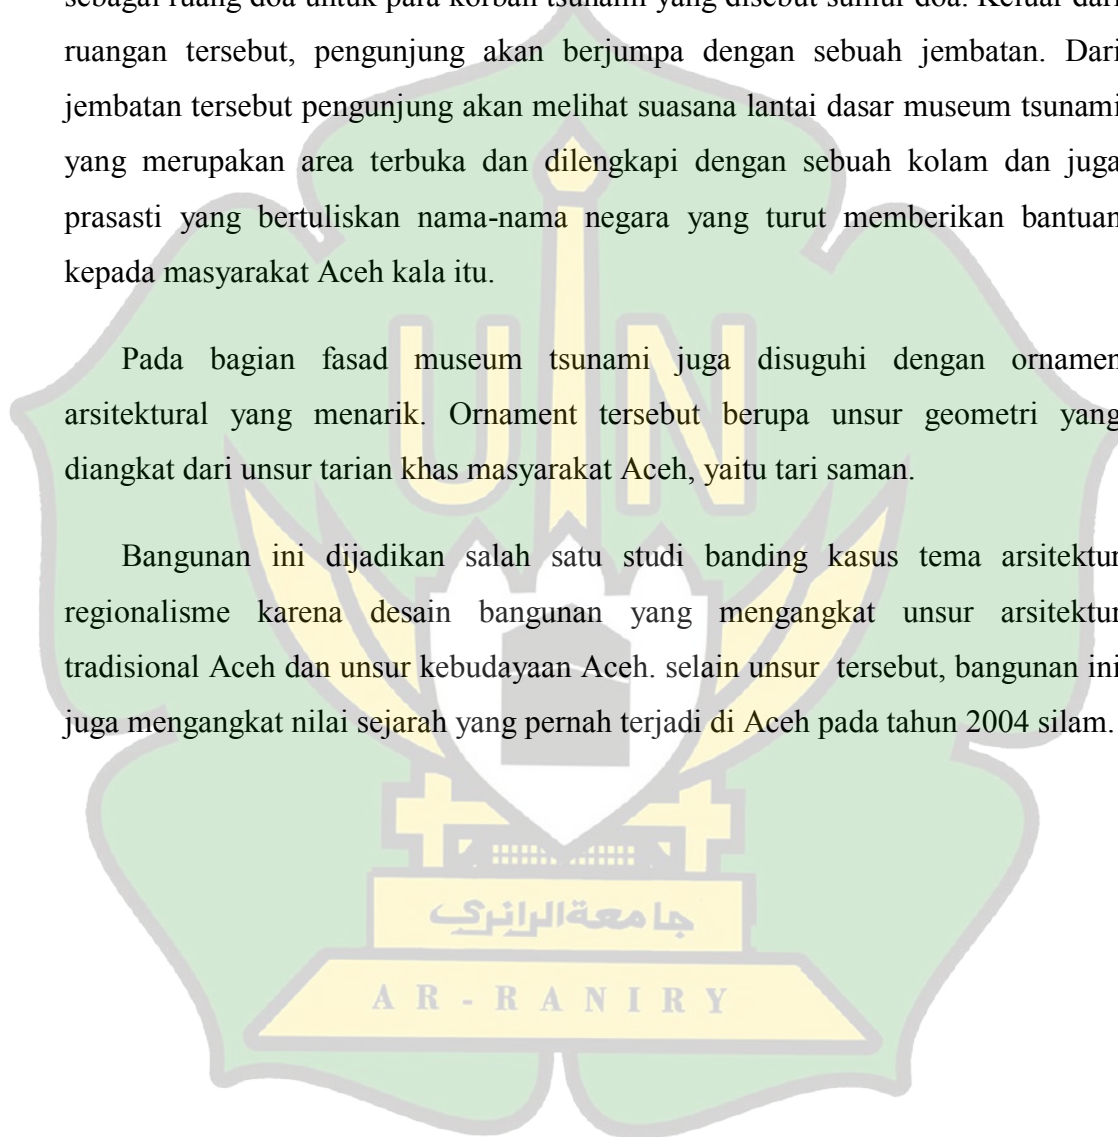 sebagai ruang doa untuk para korban tsunami yang disebut sumur doa. Keluar dari
ruangan tersebut, pengunjung akan berjumpa dengan sebuah jembatan. Dari
jembatan tersebut pengunjung akan melihat suasana lantai dasar museum tsunami
yang merupakan area terbuka dan dilengkapi dengan sebuah kolam dan juga
prasasti yang bertuliskan nama-nama negara yang turut memberikan bantuan
kepada masyarakat Aceh kala itu.
Pada bagian fasad museum tsunami juga disuguhi dengan ornamen
arsitektural yang menarik. Ornament tersebut berupa unsur geometri yang
diangkat dari unsur tarian khas masyarakat Aceh, yaitu tari saman.
Bangunan ini dijadikan salah satu studi banding kasus tema arsitektur
regionalisme karena desain bangunan yang mengangkat unsur arsitektur
tradisional Aceh dan unsur kebudayaan Aceh. selain unsur tersebut, bangunan ini
juga mengangkat nilai sejarah yang pernah terjadi di Aceh pada tahun 2004 silam.
UIN
جامعة الرانري
AR-RANIRY